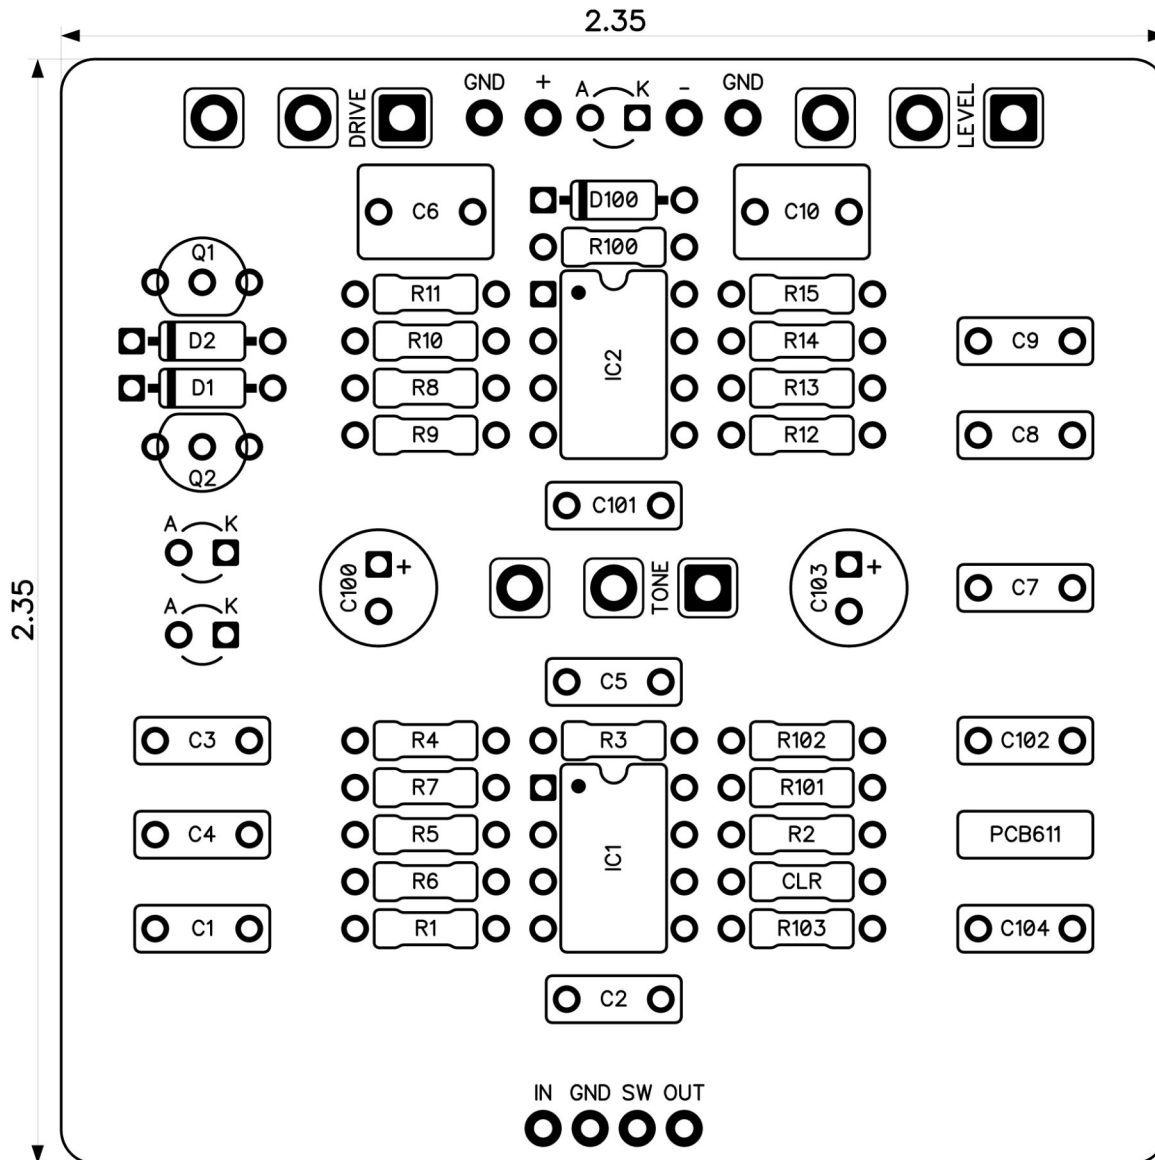 2.35
GND + A K - GND
DRIVE
LEVEL
C6
D100
C10
R100
Q1
R11
R15
D2
R10
IC2
R14
C9
D1
R8
R13
R9
R12
C8
Q2
C101
A K
C100 +
TONE
C103 +
C7
2.35
A K
C5
C3
R4
R3
R102
C102
R7
R101
C4
R5
IC1
R2
PCB611
R6
CLR
C1
R1
R103
C104
C2
IN GND SW OUT